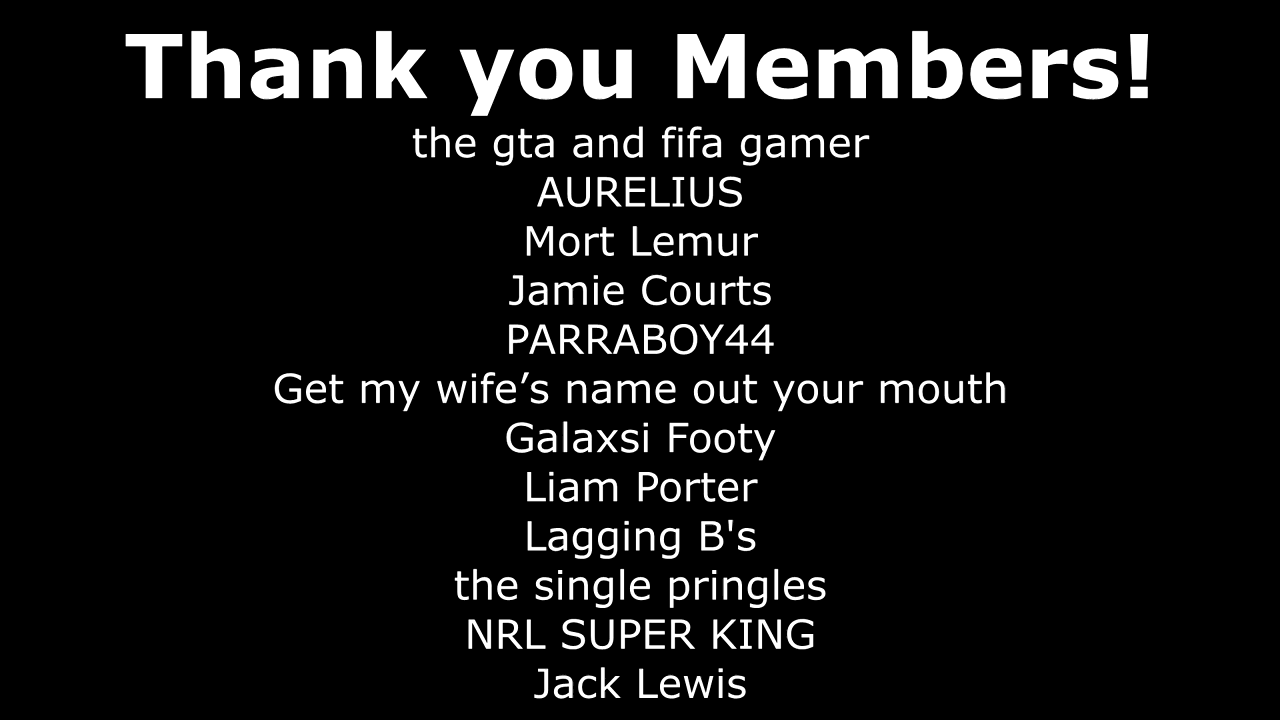 Thank you Members!
the gta and fifa gamer
AURELIUS
Mort Lemur
Jamie Courts
PARRABOY44
Get my wife’s name out your mouth
Galaxsi Footy
Liam Porter
Lagging B's
the single pringles
NRL SUPER KING
Jack Lewis